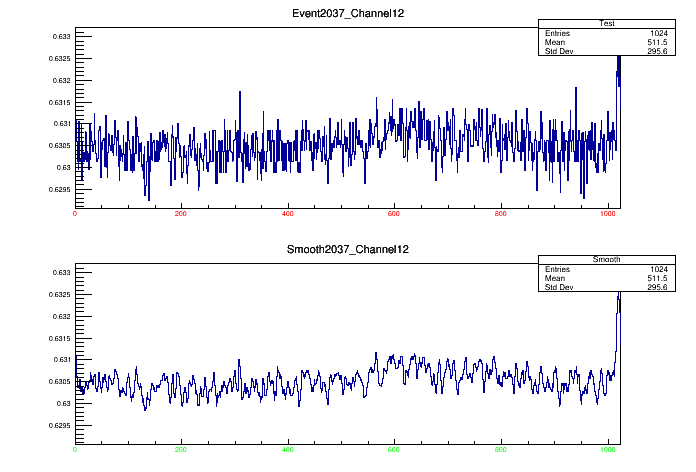 Event2037_Channel12
Test
Entries 1024
Mean 511.5
Std Dev 295.6
0.633
0.6325
0.632
0.6315
0.631
0.6305
0.63
0.6295
0 200 400 600 800 1000
Smooth2037_Channel12
Smooth
Entries 1024
Mean 511.5
Std Dev 295.6
0.633
0.6325
0.632
0.6315
0.631
0.6305
0.63
0.6295
0 200 400 600 800 1000